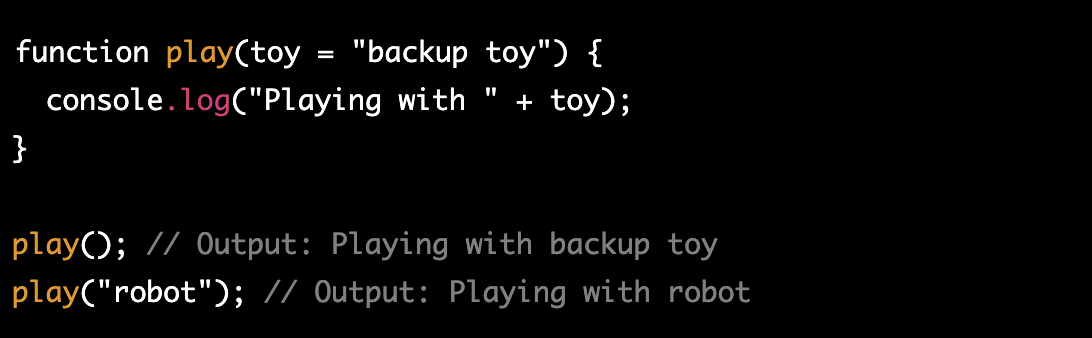 function play(toy = "backup toy") {
  console.log("Playing with " + toy);
}

play(); // Output: Playing with backup toy
play("robot"); // Output: Playing with robot